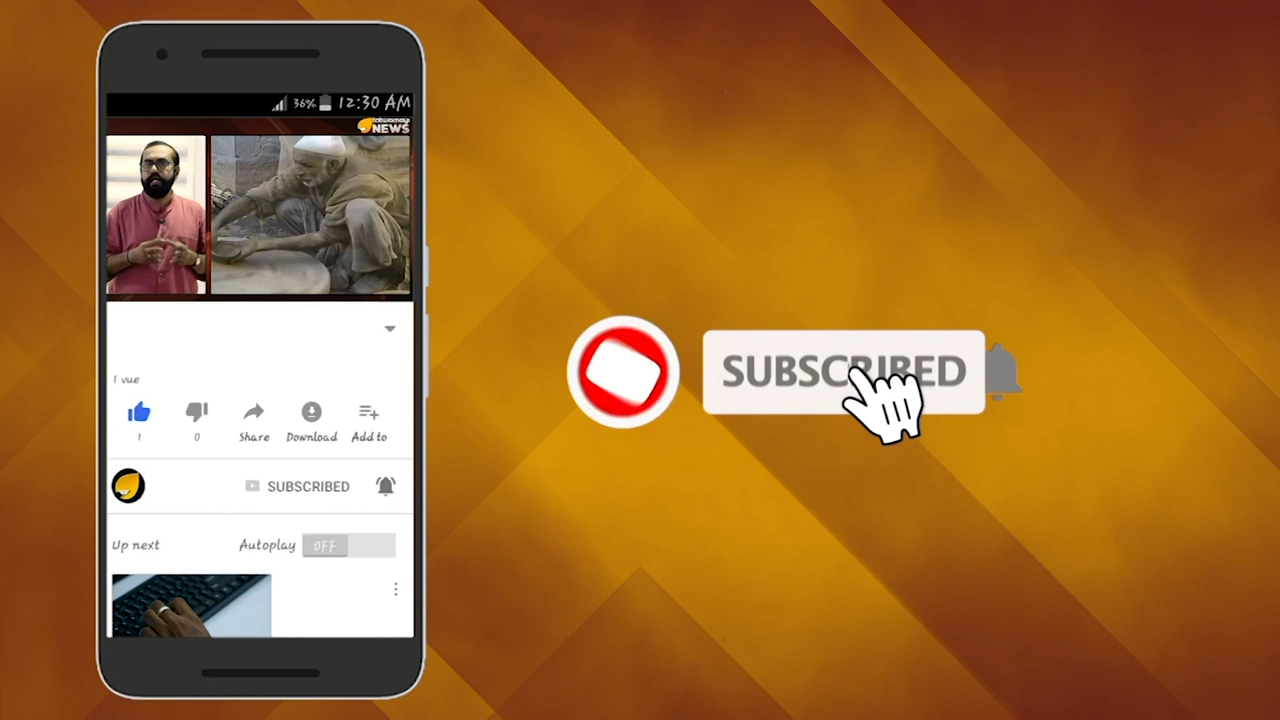 36% 12:30 AM
NEWS
1 vue
1
0
Share
Download
Add to
SUBSCRIBED
Up next
Autoplay
OFF
SUBSCRIBED